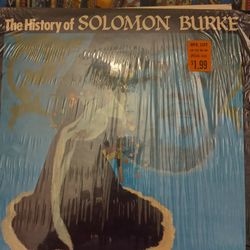 The History of SOLOMON BURKE
$1.99